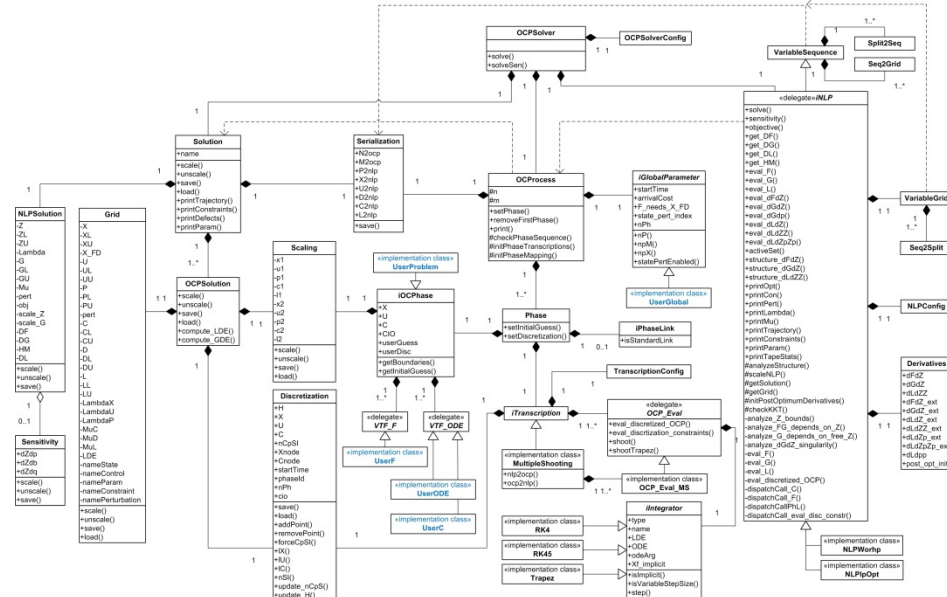 OCPSolver
+solve()
+solveSen()
OCPSolverConfig
VariableSequence
Split2Seq
Seq2Grid
Solution
+name
+scale()
+unscale()
+save()
+load()
+printTrajectory()
+printConstraints()
+printDefects()
+printParam()
Serialization
+N2ocp
+M2ocp
+P2nlp
+X2nlp
+U2nlp
+D2nlp
+C2nlp
+L2nlp
+save()
OCProcess
#n
#m
+setPhase()
+removeFirstPhase()
+print()
#checkPhaseSequence()
#initPhaseTranscriptions()
#initPhaseMapping()
iGlobalParameter
+startTime
+arrivalCost
+F_needs_X_FD
+state_pert_index
+nPh
+nP()
+npM()
+npX()
+statePertEnabled()
«implementation class»
UserGlobal
«delegate» iNLP
+solve()
+sensitivity()
+objective()
+get_DF()
+get_DG()
+get_DL()
+get_HM()
+eval_F()
+eval_G()
+eval_L()
+eval_dFdZ()
+eval_dGdZ()
+eval_dGdp()
+eval_dLdZ()
+eval_dLdZZ()
+eval_dLdZpZp()
+activeSet()
+structure_dFdZ()
+structure_dGdZ()
+structure_dLdZZ()
+printOpt()
+printCon()
+printPert()
+printLambda()
+printMu()
+printTrajectory()
+printConstraints()
+printParam()
+printTapeStats()
#analyzeStructure()
#scaleNLP()
#getSolution()
#getGrid()
#initPostOptimumDerivatives()
#checkKKT()
-analyze_Z_bounds()
-analyze_FG_depends_on_Z()
-analyze_G_depends_on_free_Z()
-analyze_dGdZ_singularity()
-eval_F()
-eval_G()
-eval_L()
-eval_discretized_OCP()
-dispatchCall_C()
-dispatchCall_F()
-dispatchCallPhL()
-dispatchCall_eval_disc_constr()
VariableGrid
Seq2Split
NLPConfig
Derivatives
+dFdZ
+dGdZ
+dLdZZ
+dFdZ_ext
+dGdZ_ext
+dLdZ_ext
+dLdZZ_ext
+dLdZp_ext
+dLdZpZp_ext
+dLdpp
+post_opt_init
«implementation class»
NLPWorhp
«implementation class»
NLPIpOpt
NLPSolution
-Z
-ZL
-ZU
-Lambda
-G
-GL
-GU
-Mu
-pert
-obj
-scale_Z
-scale_G
-DF
-DG
-HM
-DL
+scale()
+unscale()
+save()
Sensitivity
+dZdp
+dZdb
+dZdq
+scale()
+unscale()
+save()
Grid
-X
-XL
-XU
-X_FD
-U
-UL
-UU
-P
-PL
-PU
-pert
-C
-CL
-CU
-D
-DL
-DU
-L
-LL
-LU
-LambdaX
-LambdaU
-LambdaP
-MuC
-MuD
-MuL
-LDE
-nameState
-nameControl
-nameParam
-nameConstraint
-namePerturbation
+scale()
+unscale()
+save()
+load()
OCPSolution
+scale()
+unscale()
+save()
+load()
+compute_LDE()
+compute_GDE()
Scaling
-x1
-u1
-p1
-c1
-l1
-x2
-u2
-p2
-c2
-l2
+scale()
+unscale()
+save()
+load()
«implementation class»
UserProblem
iOCPhase
+X
+U
+C
+CIO
+userGuess
+userDisc
+getBoundaries()
+getInitialGuess()
«delegate»
VTF_F
«implementation class»
UserF
«delegate»
VTF_ODE
«implementation class»
UserODE
«implementation class»
UserC
Phase
+setInitialGuess()
+setDiscretization()
iPhaseLink
+isStandardLink
TranscriptionConfig
iTranscription
«delegate»
OCP_Eval
+eval_discretized_OCP()
+eval_discrtization_constraints()
+shoot()
+shootTrapez()
«implementation class»
MultipleShooting
+nlp2ocp()
+ocp2nlp()
«implementation class»
OCP_Eval_MS
Discretization
+H
+X
+U
+C
+nCpSI
+Xnode
+Cnode
+startTime
+phaseId
+nPh
+cio
+save()
+load()
+addPoint()
+removePoint()
+forceCpSI()
+IX()
+IU()
+IC()
+nSI()
+update_nCpS()
+update_H()
«implementation class»
RK4
«implementation class»
RK45
«implementation class»
Trapez
iIntegrator
+type
+name
+LDE
+ODE
+odeArg
+Xf_implicit
+isImplicit()
+isVariableStepSize()
+step()